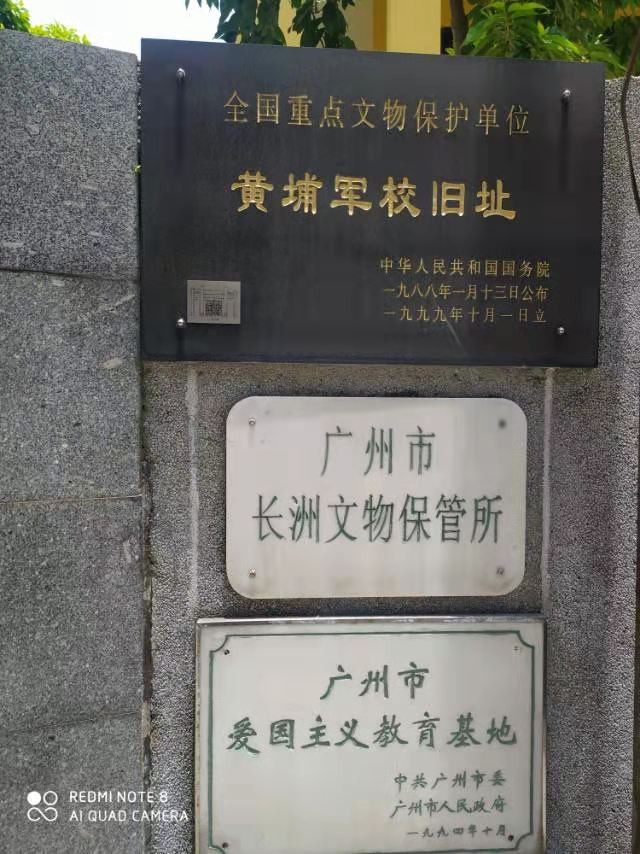 全国重点文物保护单位
黄埔军校旧址
中华人民共和国国务院
一九八八年一月十三日公布
一九九九年十月一日立
广州市
长洲文物保管所
广州市
爱国主义教育基地
中共广州市委
广州市人民政府
一九九四年十月
REDMI NOTE 8
AI QUAD CAMERA